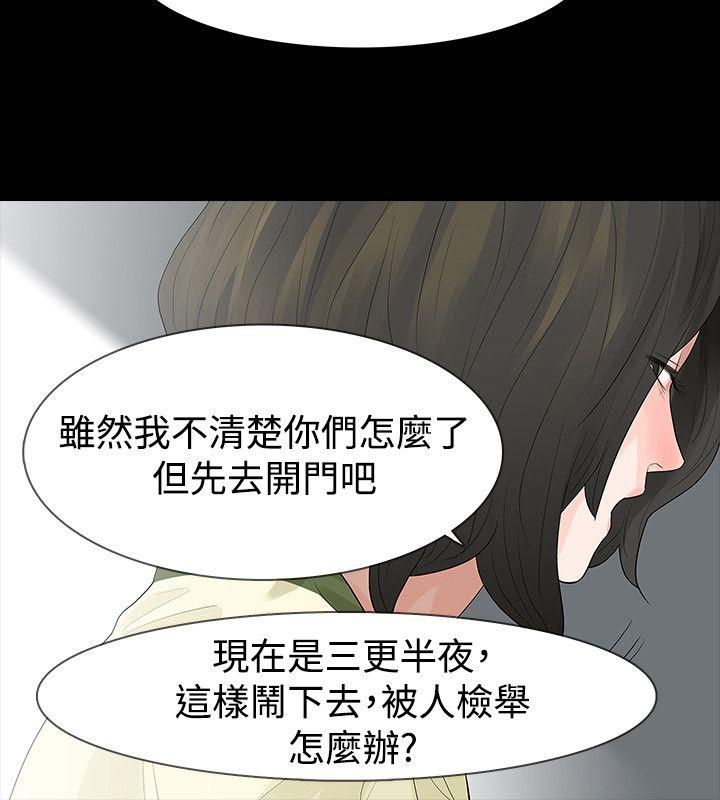 雖然我不清楚你們怎麼了
但先去開門吧
現在是三更半夜，
這樣鬧下去，被人檢舉
怎麼辦？